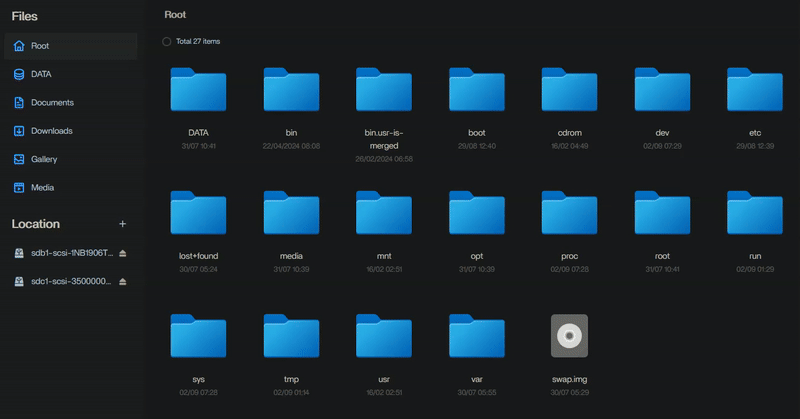 Files
Root
DATA
Documents
Downloads
Gallery
Media
Location +
sdb1-scsi-1NB1906T...
sdc1-scsi-3500000...
Root
Total 27 items
DATA
31/07 10:41
bin
22/04/2024 08:08
bin.usr-is-
merged
26/02/2024 06:58
boot
29/08 12:40
cdrom
16/02 04:49
dev
02/09 07:29
etc
29/08 12:39
lost+found
30/07 05:24
media
31/07 10:39
mnt
16/02 02:51
opt
31/07 10:39
proc
02/09 07:28
root
31/07 10:41
run
02/09 01:29
sys
02/09 07:28
tmp
02/09 01:14
usr
16/02 02:51
var
30/07 05:55
swap.img
30/07 05:29